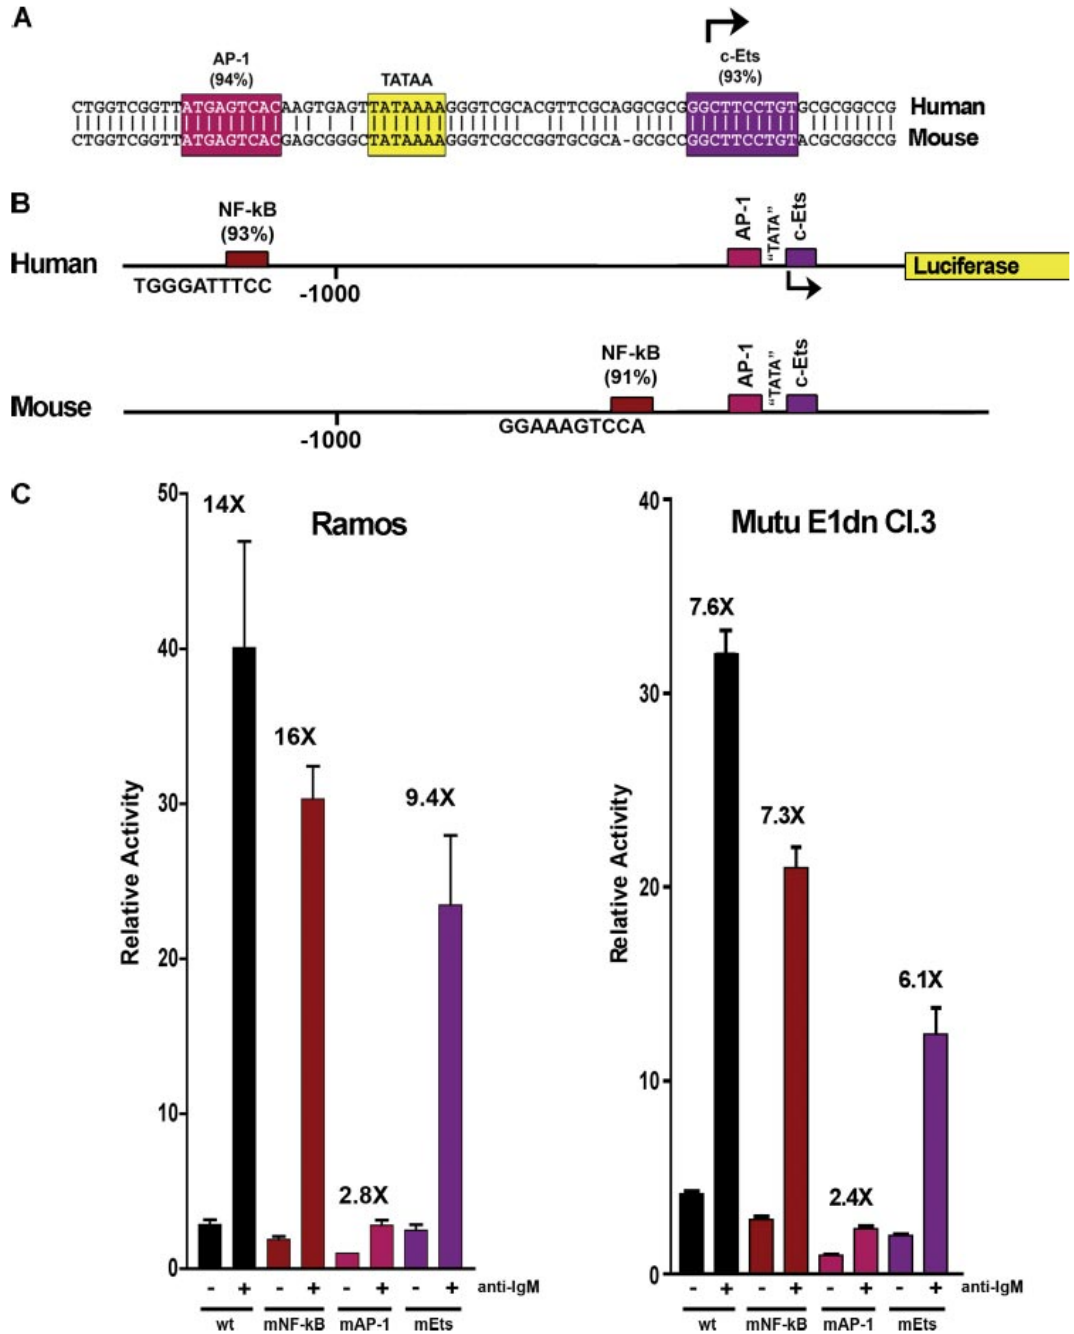 A
AP-1
(94%)
TATAA
c-Ets
(93%)
CTGGTCGGTTATGAGTCACAAGTGAGTTATAAAAGGGTCGCACGTTCGCAGGCGCGGGCTTCCTGTGCGCGGCCG Human
CTGGTCGGTTATGAGTCACGAGCGGGCTATAAAAGGGTCGCCGGTGCGCA-GCGCCGGCTTCCTGTACGCGGCCG Mouse
B
NF-kB
(93%)
AP-1
"TATA"
c-Ets
Human
Luciferase
TGGGATTTCC
-1000
NF-kB
(91%)
AP-1
"TATA"
c-Ets
Mouse
GGAAAGTCCA
-1000
C
Ramos
Relative Activity
50
40
30
20
10
0
14X
16X
2.8X
9.4X
- + - + - + - + anti-IgM
wt mNF-kB mAP-1 mEts
Mutu E1dn Cl.3
Relative Activity
40
30
20
10
0
7.6X
7.3X
2.4X
6.1X
- + - + - + - + anti-IgM
wt mNF-kB mAP-1 mEts